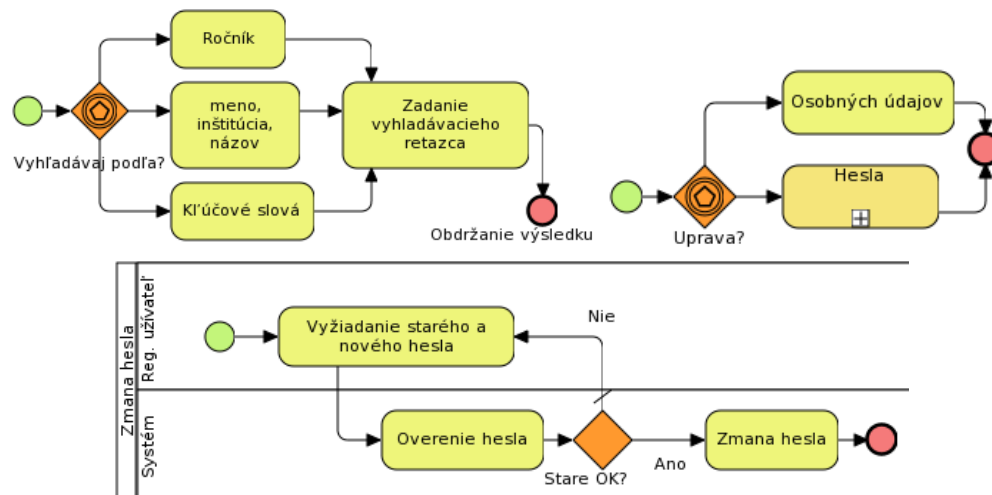 Ročník
meno,
inštitúcia,
názov
Vyhľadávaj podľa?
Kľúčové slová
Zadanie
vyhladávacieho
retazca
Obdržanie výsledku
Osobných údajov
Hesla
Uprava?
Zmana hesla
Reg. užívateľ
Vyžiadanie starého a
nového hesla
Nie
Systém
Overenie hesla
Stare OK?
Ano
Zmana hesla